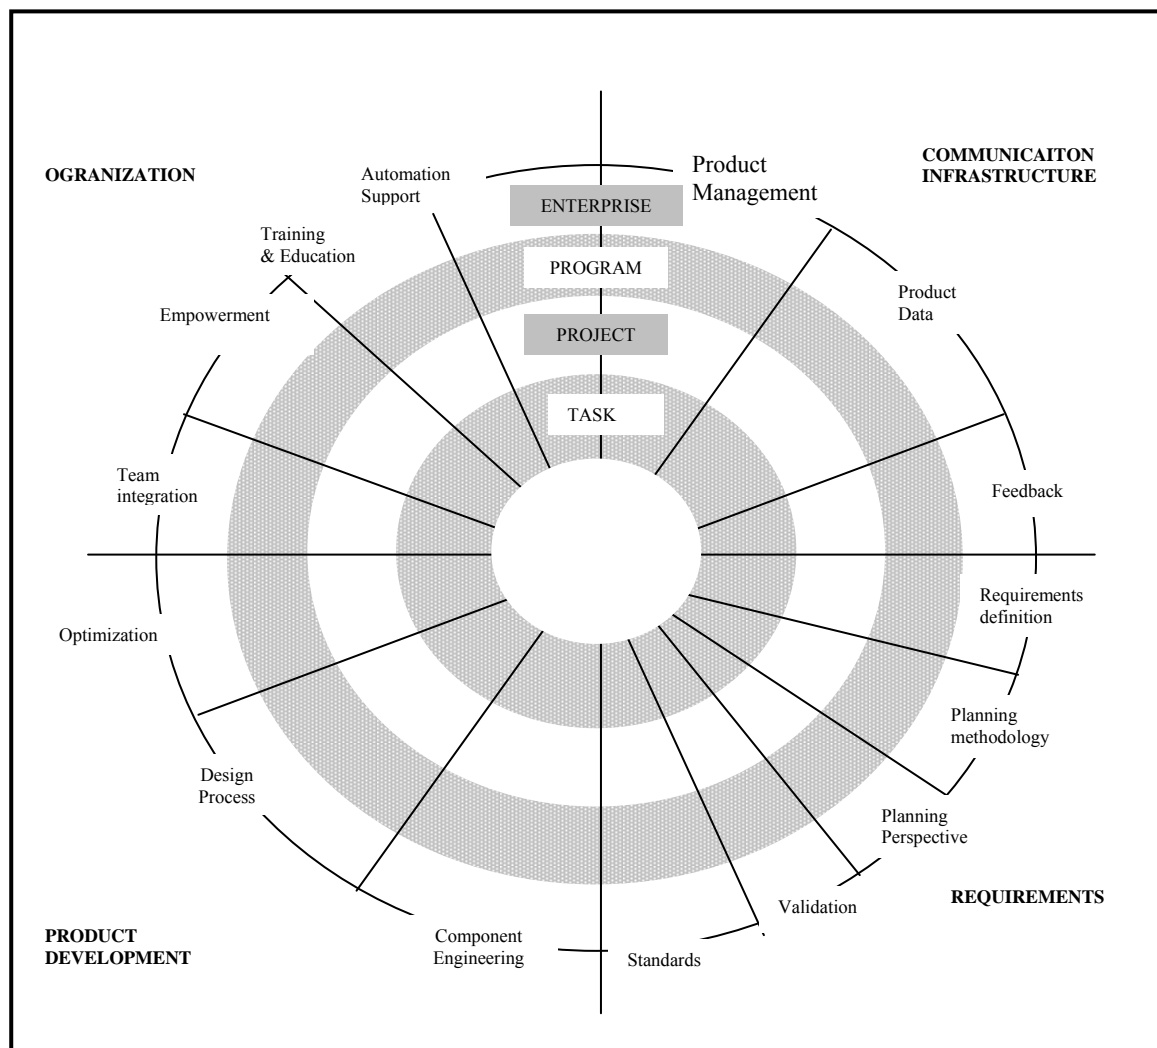 OGRANIZATION
Automation
Support
Product
Management
COMMUNICAITON
INFRASTRUCTURE
ENTERPRISE
Training
& Education
PROGRAM
Product
Data
Empowerment
PROJECT
TASK
Team
integration
Feedback
Requirements
definition
Optimization
Planning
methodology
Design
Process
Planning
Perspective
REQUIREMENTS
Validation
PRODUCT
DEVELOPMENT
Component
Engineering
Standards